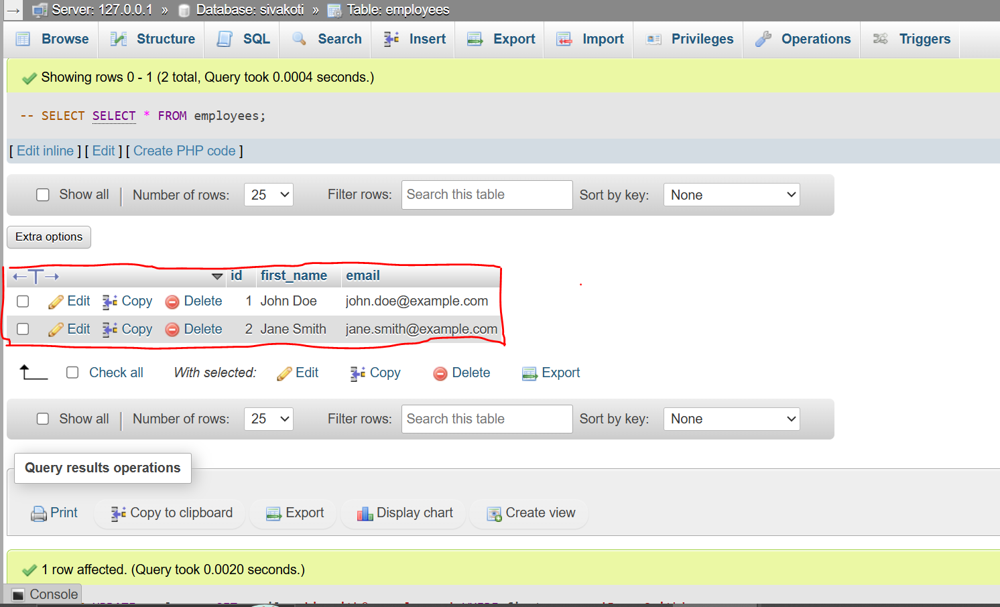 Server: 127.0.0.1 » Database: sivakoti » Table: employees
Browse Structure SQL Search Insert Export Import Privileges Operations Triggers
Showing rows 0 - 1 (2 total, Query took 0.0004 seconds.)
-- SELECT SELECT * FROM employees;
[ Edit inline ] [ Edit ] [ Create PHP code ]
Show all Number of rows: 25 Filter rows: Search this table Sort by key: None
Extra options
id first_name email
Edit Copy Delete 1 John Doe john.doe@example.com
Edit Copy Delete 2 Jane Smith jane.smith@example.com
Check all With selected: Edit Copy Delete Export
Show all Number of rows: 25 Filter rows: Search this table Sort by key: None
Query results operations
Print Copy to clipboard Export Display chart Create view
1 row affected. (Query took 0.0020 seconds.)
Console